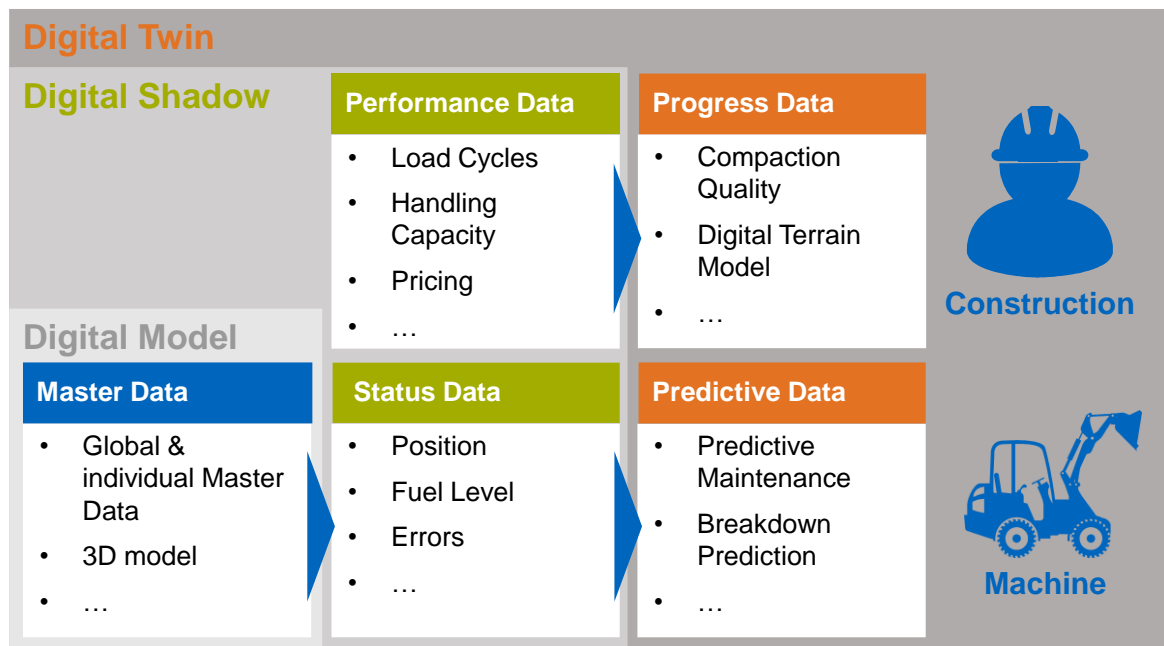 Digital Twin
Digital Shadow
Performance Data
• Load Cycles
• Handling
Capacity
• Pricing
• …
Progress Data
• Compaction
Quality
• Digital Terrain
Model
• …
Construction
Digital Model
Master Data
• Global &
individual Master
Data
• 3D model
• …
Status Data
• Position
• Fuel Level
• Errors
• …
Predictive Data
• Predictive
Maintenance
• Breakdown
Prediction
• …
Machine